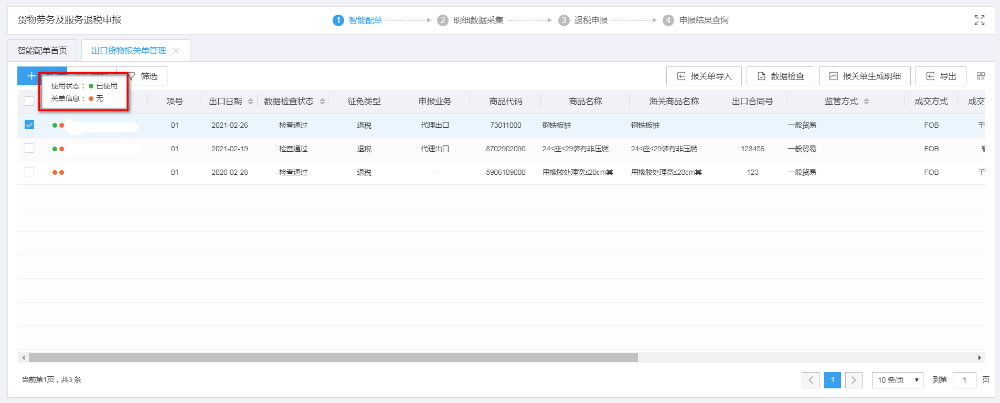 货物劳务及服务退税申报
1 智能配单 2 明细数据采集 3 退税申报 4 申报结果查询
智能配单首页 出口货物报关单管理
筛选 报关单导入 数据检查 报关单生成明细 导出
使用状态： 已使用
关单信息： 无
项号 出口日期 数据检查状态 征免类型 申报业务 商品代码 商品名称 海关商品名称 出口合同号 监管方式 成交方式 成交
01 2021-02-26 检查通过 退税 代理出口 73011000 钢铁板桩 钢铁板桩 一般贸易 FOB 千
01 2021-02-19 检查通过 退税 代理出口 8702902090 24≤座≤29装有非压燃 24≤座≤29装有非压燃 123456 一般贸易 FOB
01 2020-02-28 检查通过 退税 -- 5906109000 用橡胶处理宽≤20cm其 用橡胶处理宽≤20cm其 123 一般贸易 FOB 千
当前第1页，共3 条 1 10 条/页 到第 1 页